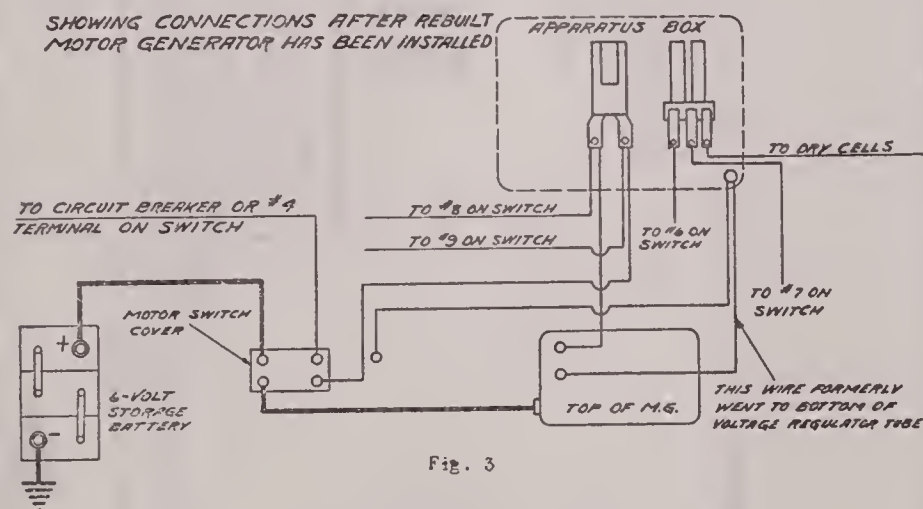 SHOWING CONNECTIONS AFTER REBUILT
MOTOR GENERATOR HAS BEEN INSTALLED
APPARATUS BOX
TO DRY CELLS
TO CIRCUIT BREAKER OR #4
TERMINAL ON SWITCH
TO #8 ON SWITCH
TO #9 ON SWITCH
TO #6 ON
SWITCH
TO #7 ON
SWITCH
MOTOR SWITCH
COVER
+
-
6-VOLT
STORAGE
BATTERY
TOP OF M.G.
THIS WIRE FORMERLY
WENT TO BOTTOM OF
VOLTAGE REGULATOR TUBE
Fig. 3